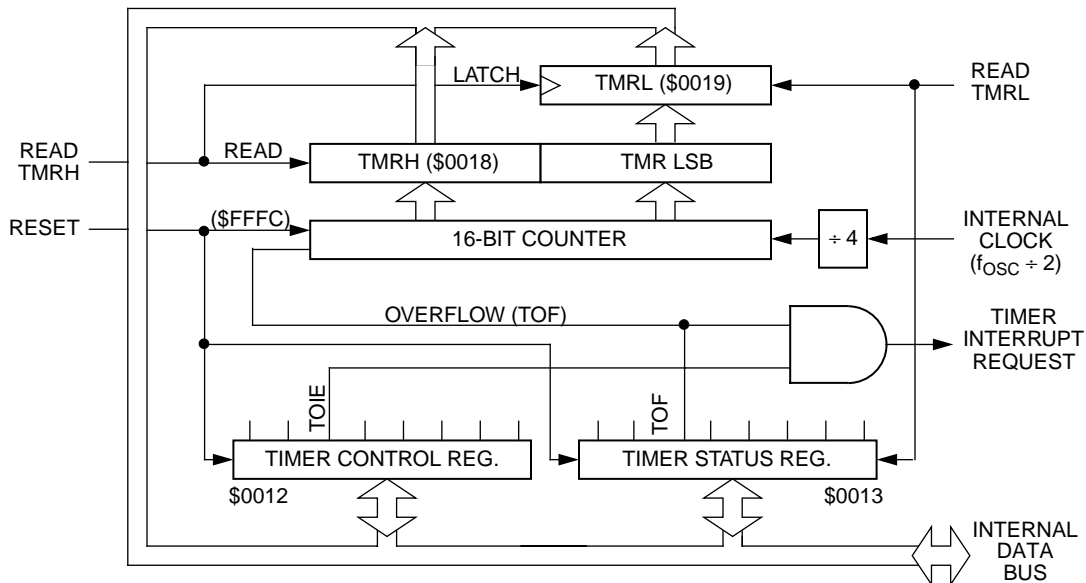 LATCH
TMRL ($0019)
READ
TMRL
READ
TMRH
READ
TMRH ($0018)
TMR LSB
RESET
($FFFC)
16-BIT COUNTER
÷ 4
INTERNAL
CLOCK
(fOSC ÷ 2)
OVERFLOW (TOF)
TIMER
INTERRUPT
REQUEST
TOIE
TOF
TIMER CONTROL REG.
TIMER STATUS REG.
$0012
$0013
INTERNAL
DATA
BUS